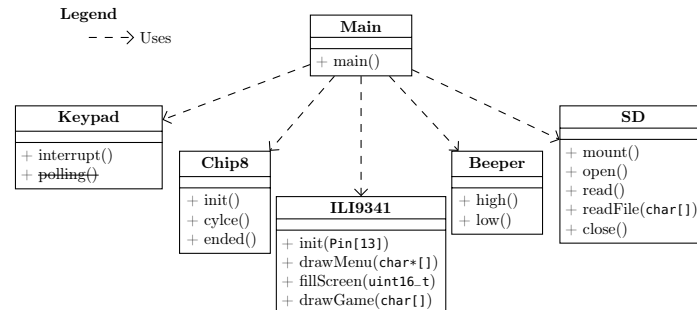 Legend
Uses
Main
+ main()
Keypad
+ interrupt()
+ polling()
Chip8
+ init()
+ cylce()
+ ended()
ILI9341
+ init(Pin[13])
+ drawMenu(char*[])
+ fillScreen(uint16_t)
+ drawGame(char[])
Beeper
+ high()
+ low()
SD
+ mount()
+ open()
+ read()
+ readFile(char[])
+ close()